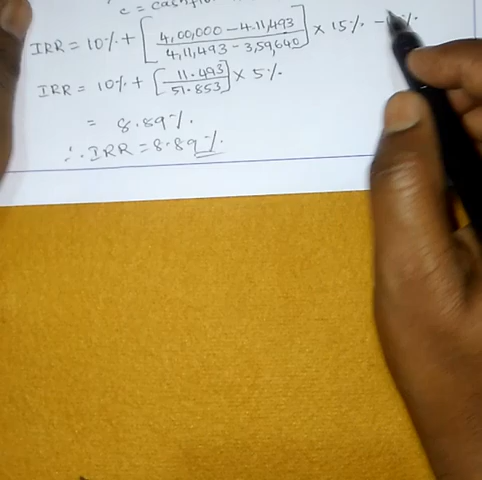 c = cash
IRR = 10% + [4,00,000 - 4,11,493 / 4,11,493 - 3,59,640] × 15% - %.
IRR = 10% + [11.493 / 51.853] × 5%.
= 8.89%.
∴ IRR = 8.89%.